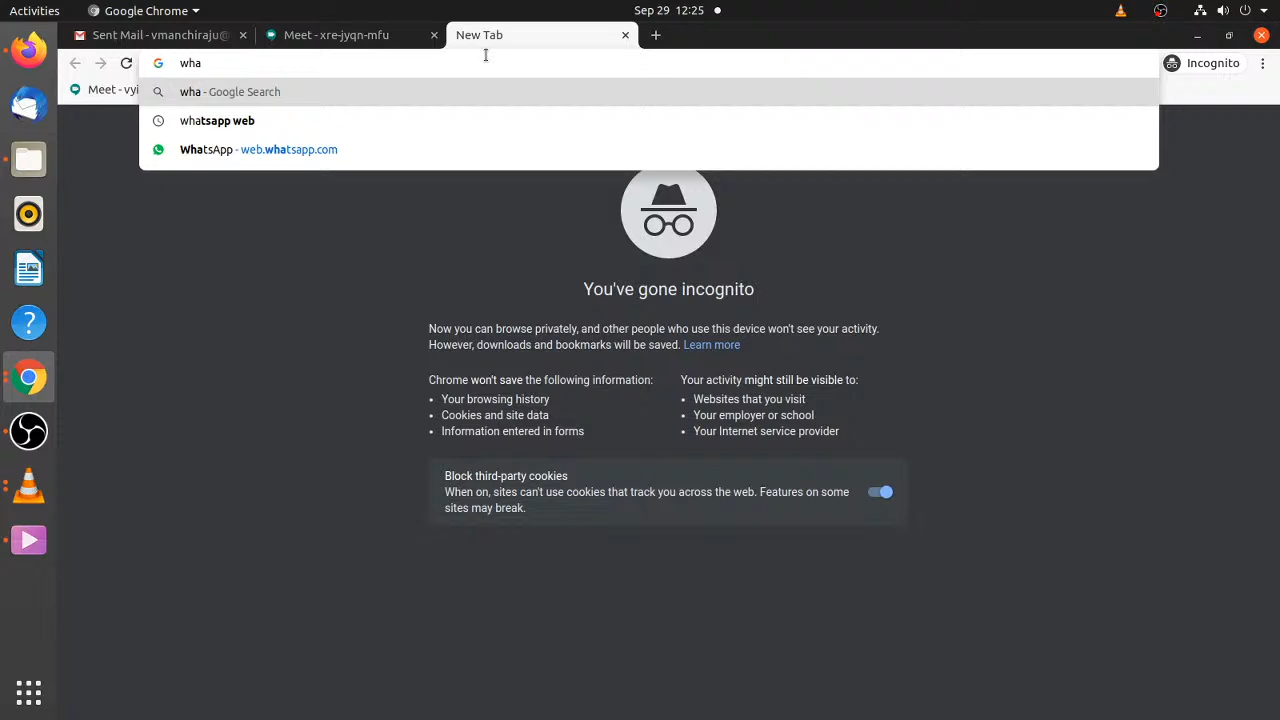 Activities
Google Chrome
Sep 29 12:25
Sent Mail - vmanchiraju@
Meet - xre-jyqn-mfu
New Tab
wha
Incognito
Meet - vyi
wha - Google Search
whatsapp web
WhatsApp - web.whatsapp.com
You've gone incognito
Now you can browse privately, and other people who use this device won't see your activity.
However, downloads and bookmarks will be saved. Learn more
Chrome won't save the following information:
Your browsing history
Cookies and site data
Information entered in forms
Your activity might still be visible to:
Websites that you visit
Your employer or school
Your Internet service provider
Block third-party cookies
When on, sites can't use cookies that track you across the web. Features on some
sites may break.